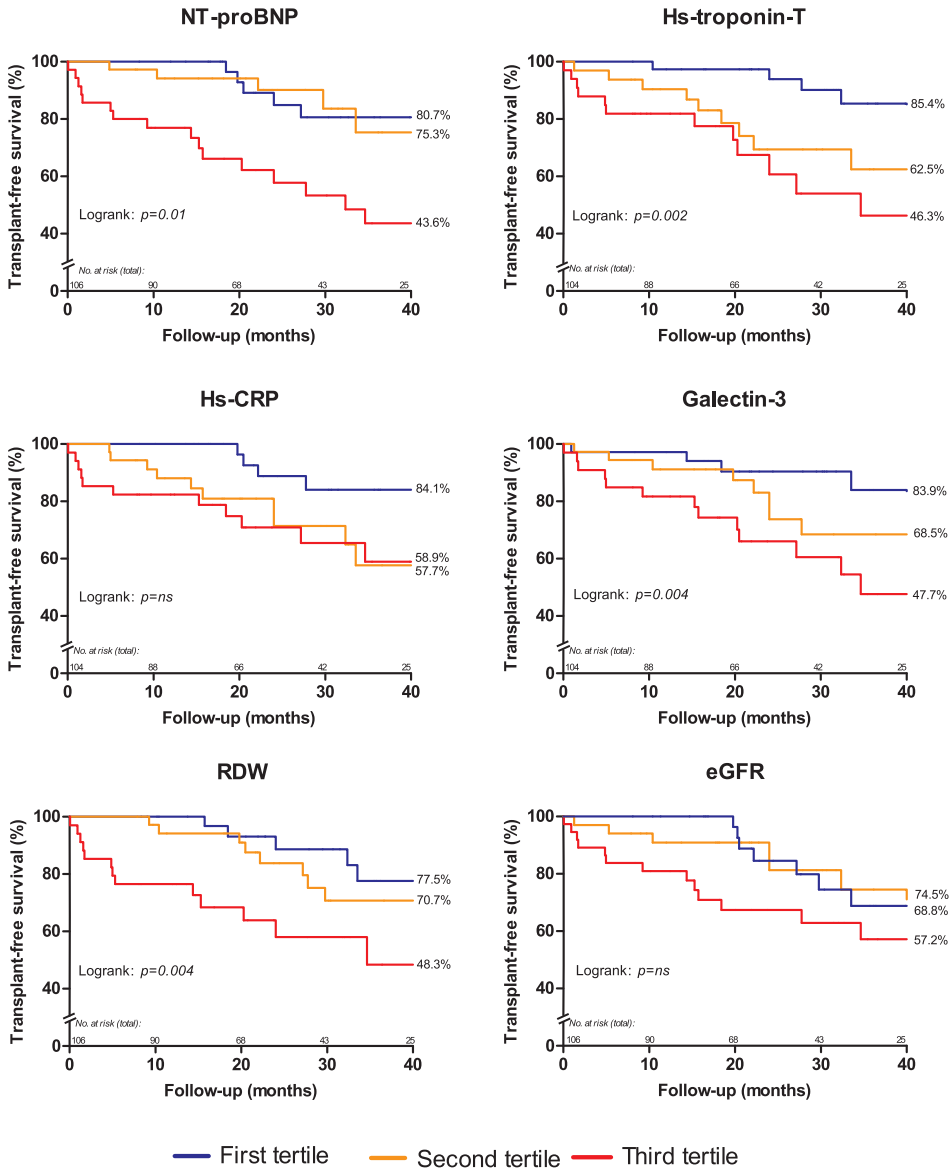 NT-proBNP
Transplant-free survival (%)
100
80
60
40
0
80.7%
75.3%
43.6%
Logrank: p=0.01
No. at risk (total):
106 90 68 43 25
0 10 20 30 40
Follow-up (months)
Hs-troponin-T
Transplant-free survival (%)
100
80
60
40
0
85.4%
62.5%
46.3%
Logrank: p=0.002
No. at risk (total):
104 88 66 42 25
0 10 20 30 40
Follow-up (months)
Hs-CRP
Transplant-free survival (%)
100
80
60
40
0
84.1%
58.9%
57.7%
Logrank: p=ns
No. at risk (total):
104 88 66 42 25
0 10 20 30 40
Follow-up (months)
Galectin-3
Transplant-free survival (%)
100
80
60
40
0
83.9%
68.5%
47.7%
Logrank: p=0.004
No. at risk (total):
104 88 66 42 25
0 10 20 30 40
Follow-up (months)
RDW
Transplant-free survival (%)
100
80
60
40
0
77.5%
70.7%
48.3%
Logrank: p=0.004
No. at risk (total):
106 90 68 43 25
0 10 20 30 40
Follow-up (months)
eGFR
Transplant-free survival (%)
100
80
60
40
0
74.5%
68.8%
57.2%
Logrank: p=ns
No. at risk (total):
106 90 68 43 25
0 10 20 30 40
Follow-up (months)
First tertile Second tertile Third tertile